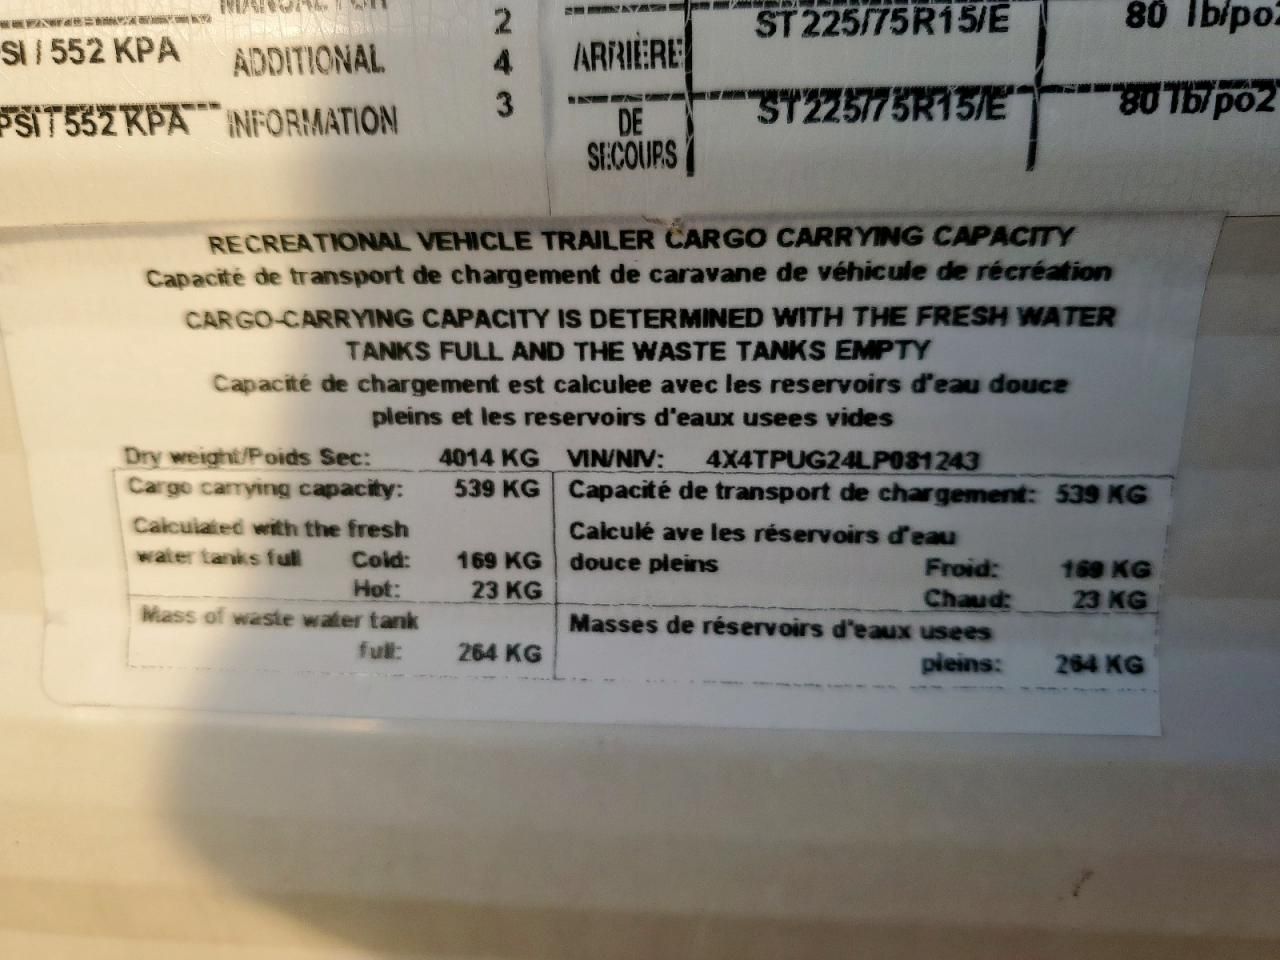 2 ST225/75R15/E 80 lb/po2
PSI / 552 KPA ADDITIONAL 4 ARRIÈRE
PSI / 552 KPA INFORMATION 3 DE SECOURS ST225/75R15/E 80 lb/po2
RECREATIONAL VEHICLE TRAILER CARGO CARRYING CAPACITY
Capacité de transport de chargement de caravane de véhicule de récréation
CARGO-CARRYING CAPACITY IS DETERMINED WITH THE FRESH WATER
TANKS FULL AND THE WASTE TANKS EMPTY
Capacité de chargement est calculee avec les reservoirs d'eau douce
pleins et les reservoirs d'eaux usees vides
Dry weight/Poids Sec: 4014 KG VIN/NIV: 4X4TPUG24LP081243
Cargo carrying capacity: 539 KG Capacité de transport de chargement: 539 KG
Calculated with the fresh Calculé ave les réservoirs d'eau
water tanks full Cold: 169 KG douce pleins Froid: 169 KG
Hot: 23 KG Chaud: 23 KG
Mass of waste water tank Masses de réservoirs d'eaux usees
full: 264 KG pleins: 264 KG